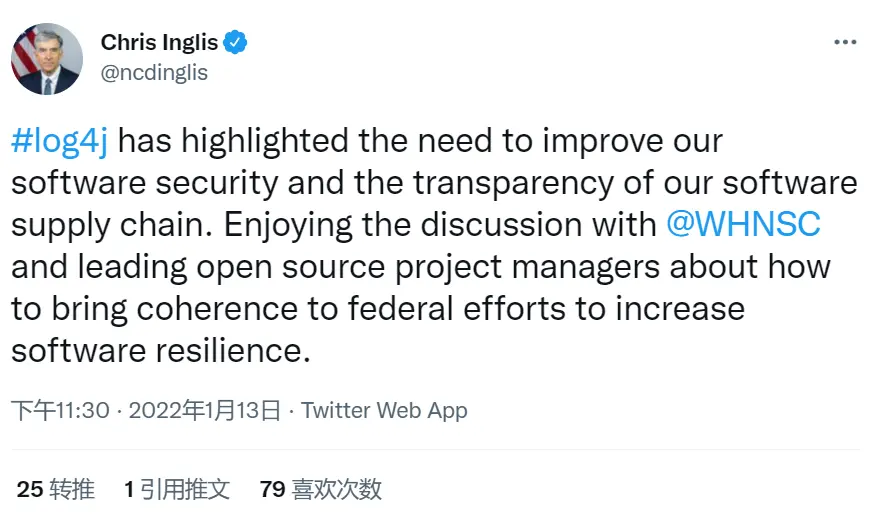 Chris Inglis
@ncdinglis
#log4j has highlighted the need to improve our
software security and the transparency of our software
supply chain. Enjoying the discussion with @WHNSC
and leading open source project managers about how
to bring coherence to federal efforts to increase
software resilience.
下午11:30 · 2022年1月13日 · Twitter Web App
25 转推 1 引用推文 79 喜欢次数